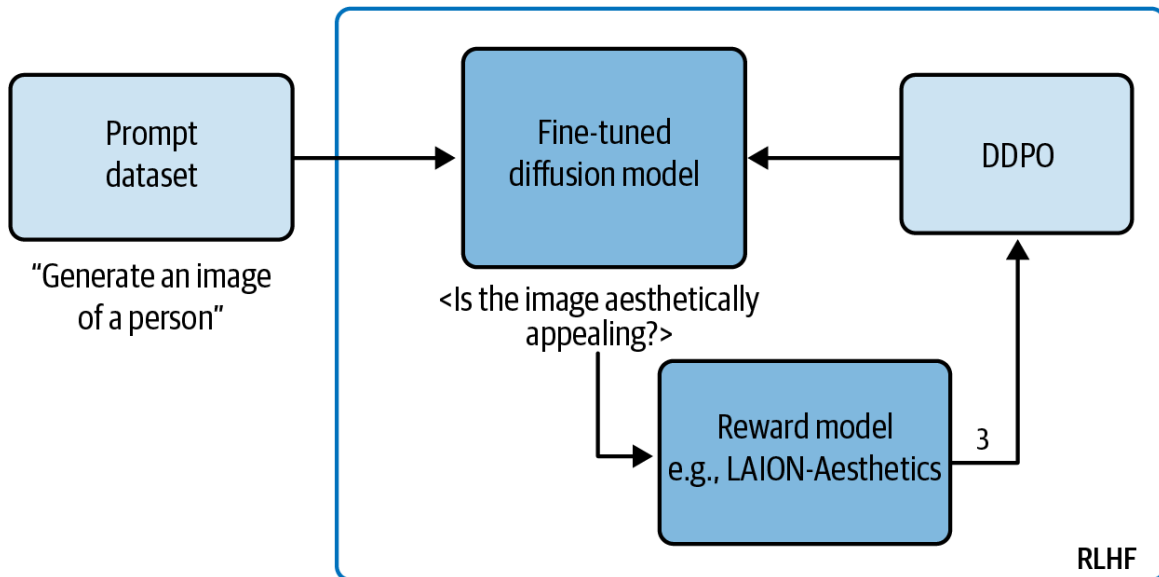 Prompt
dataset
"Generate an image
of a person"
Fine-tuned
diffusion model
<Is the image aesthetically
appealing?>
DDPO
Reward model
e.g., LAION-Aesthetics
3
RLHF